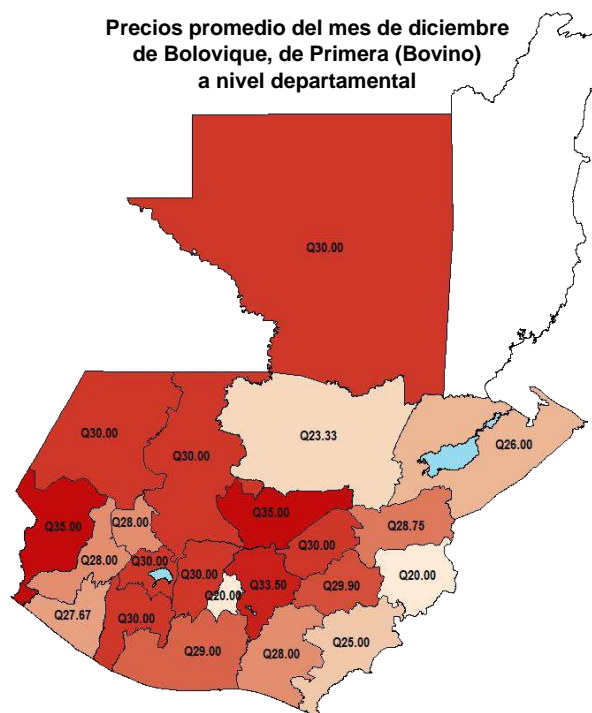 Precios promedio del mes de diciembre
de Bolovique, de Primera (Bovino)
a nivel departamental
Q30.00
Q30.00
Q23.33
Q26.00
Q30.00
Q35.00
Q28.00
Q35.00
Q28.75
Q30.00
Q28.00
Q30.00
Q30.00
Q33.50
Q29.90
Q20.00
Q20.00
Q27.67
Q30.00
Q25.00
Q29.00
Q28.00